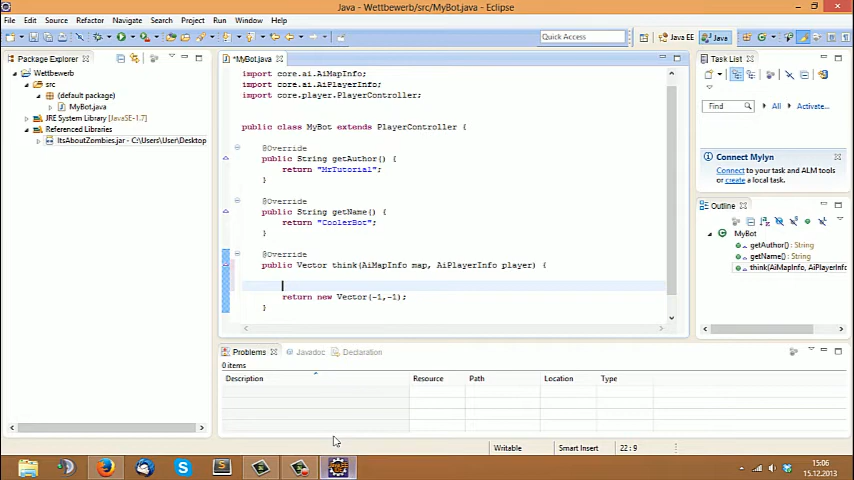 Java - Wettbewerb/src/MyBot.java - Eclipse
File Edit Source Refactor Navigate Search Project Run Window Help
Quick Access
Java EE
Java
Package Explorer
Wettbewerb
src
(default package)
MyBot.java
JRE System Library [JavaSE-1.7]
Referenced Libraries
ItsAboutZombies.jar - C:\Users\User\Desktop
*MyBot.java
import core.ai.AiMapInfo;
import core.ai.AiPlayerInfo;
import core.player.PlayerController;
public class MyBot extends PlayerController {
@Override
public String getAuthor() {
return "MrTutorial";
}
@Override
public String getName() {
return "CoolerBot";
}
@Override
public Vector think(AiMapInfo map, AiPlayerInfo player) {
return new Vector(-1,-1);
}
Task List
Find
All
Activate...
Connect Mylyn
Connect to your task and ALM tools
or create a local task.
Outline
MyBot
getAuthor() : String
getName() : String
think(AiMapInfo, AiPlayerInfo
Problems
Javadoc
Declaration
0 items
Description Resource Path Location Type
Writable
Smart Insert
22 : 9
15:06
15.12.2013